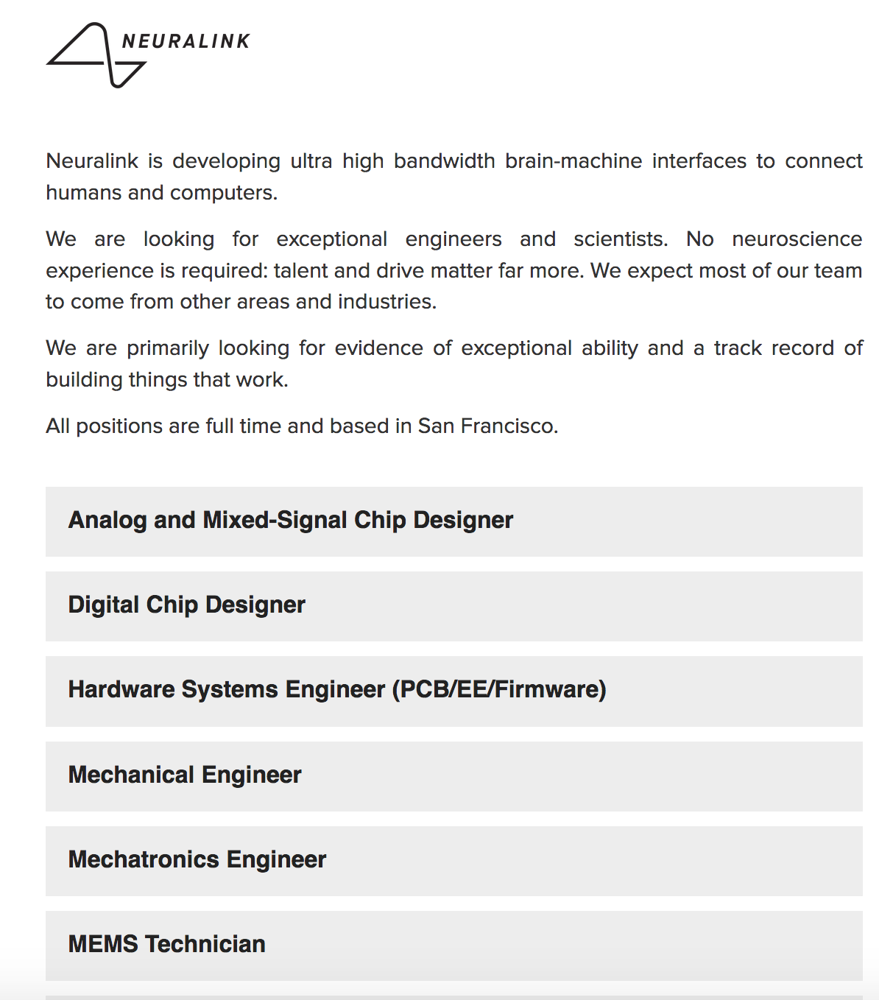 NEURALINK
Neuralink is developing ultra high bandwidth brain-machine interfaces to connect
humans and computers.
We are looking for exceptional engineers and scientists. No neuroscience
experience is required: talent and drive matter far more. We expect most of our team
to come from other areas and industries.
We are primarily looking for evidence of exceptional ability and a track record of
building things that work.
All positions are full time and based in San Francisco.
Analog and Mixed-Signal Chip Designer
Digital Chip Designer
Hardware Systems Engineer (PCB/EE/Firmware)
Mechanical Engineer
Mechatronics Engineer
MEMS Technician